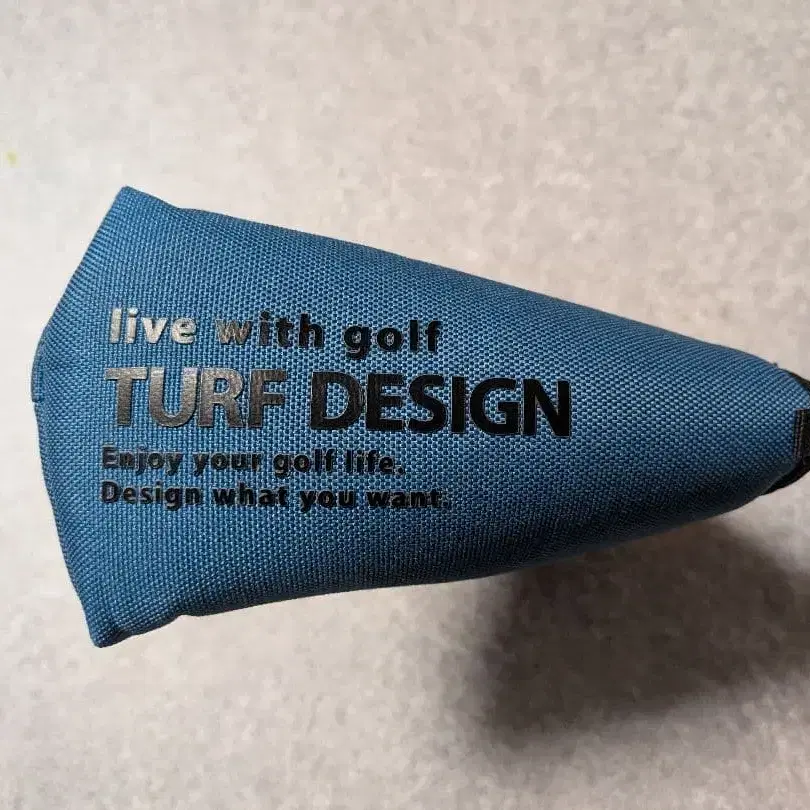 live with golf
TURF DESIGN
Enjoy your golf life.
Design what you want.